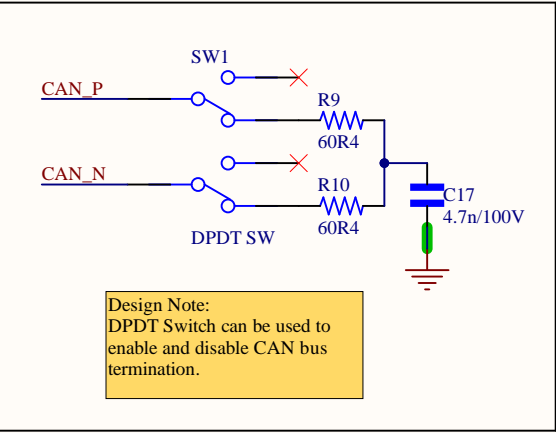 SW1
CAN_P
R9
60R4
CAN_N
R10
60R4
C17
4.7n/100V
DPDT SW
Design Note:
DPDT Switch can be used to
enable and disable CAN bus
termination.